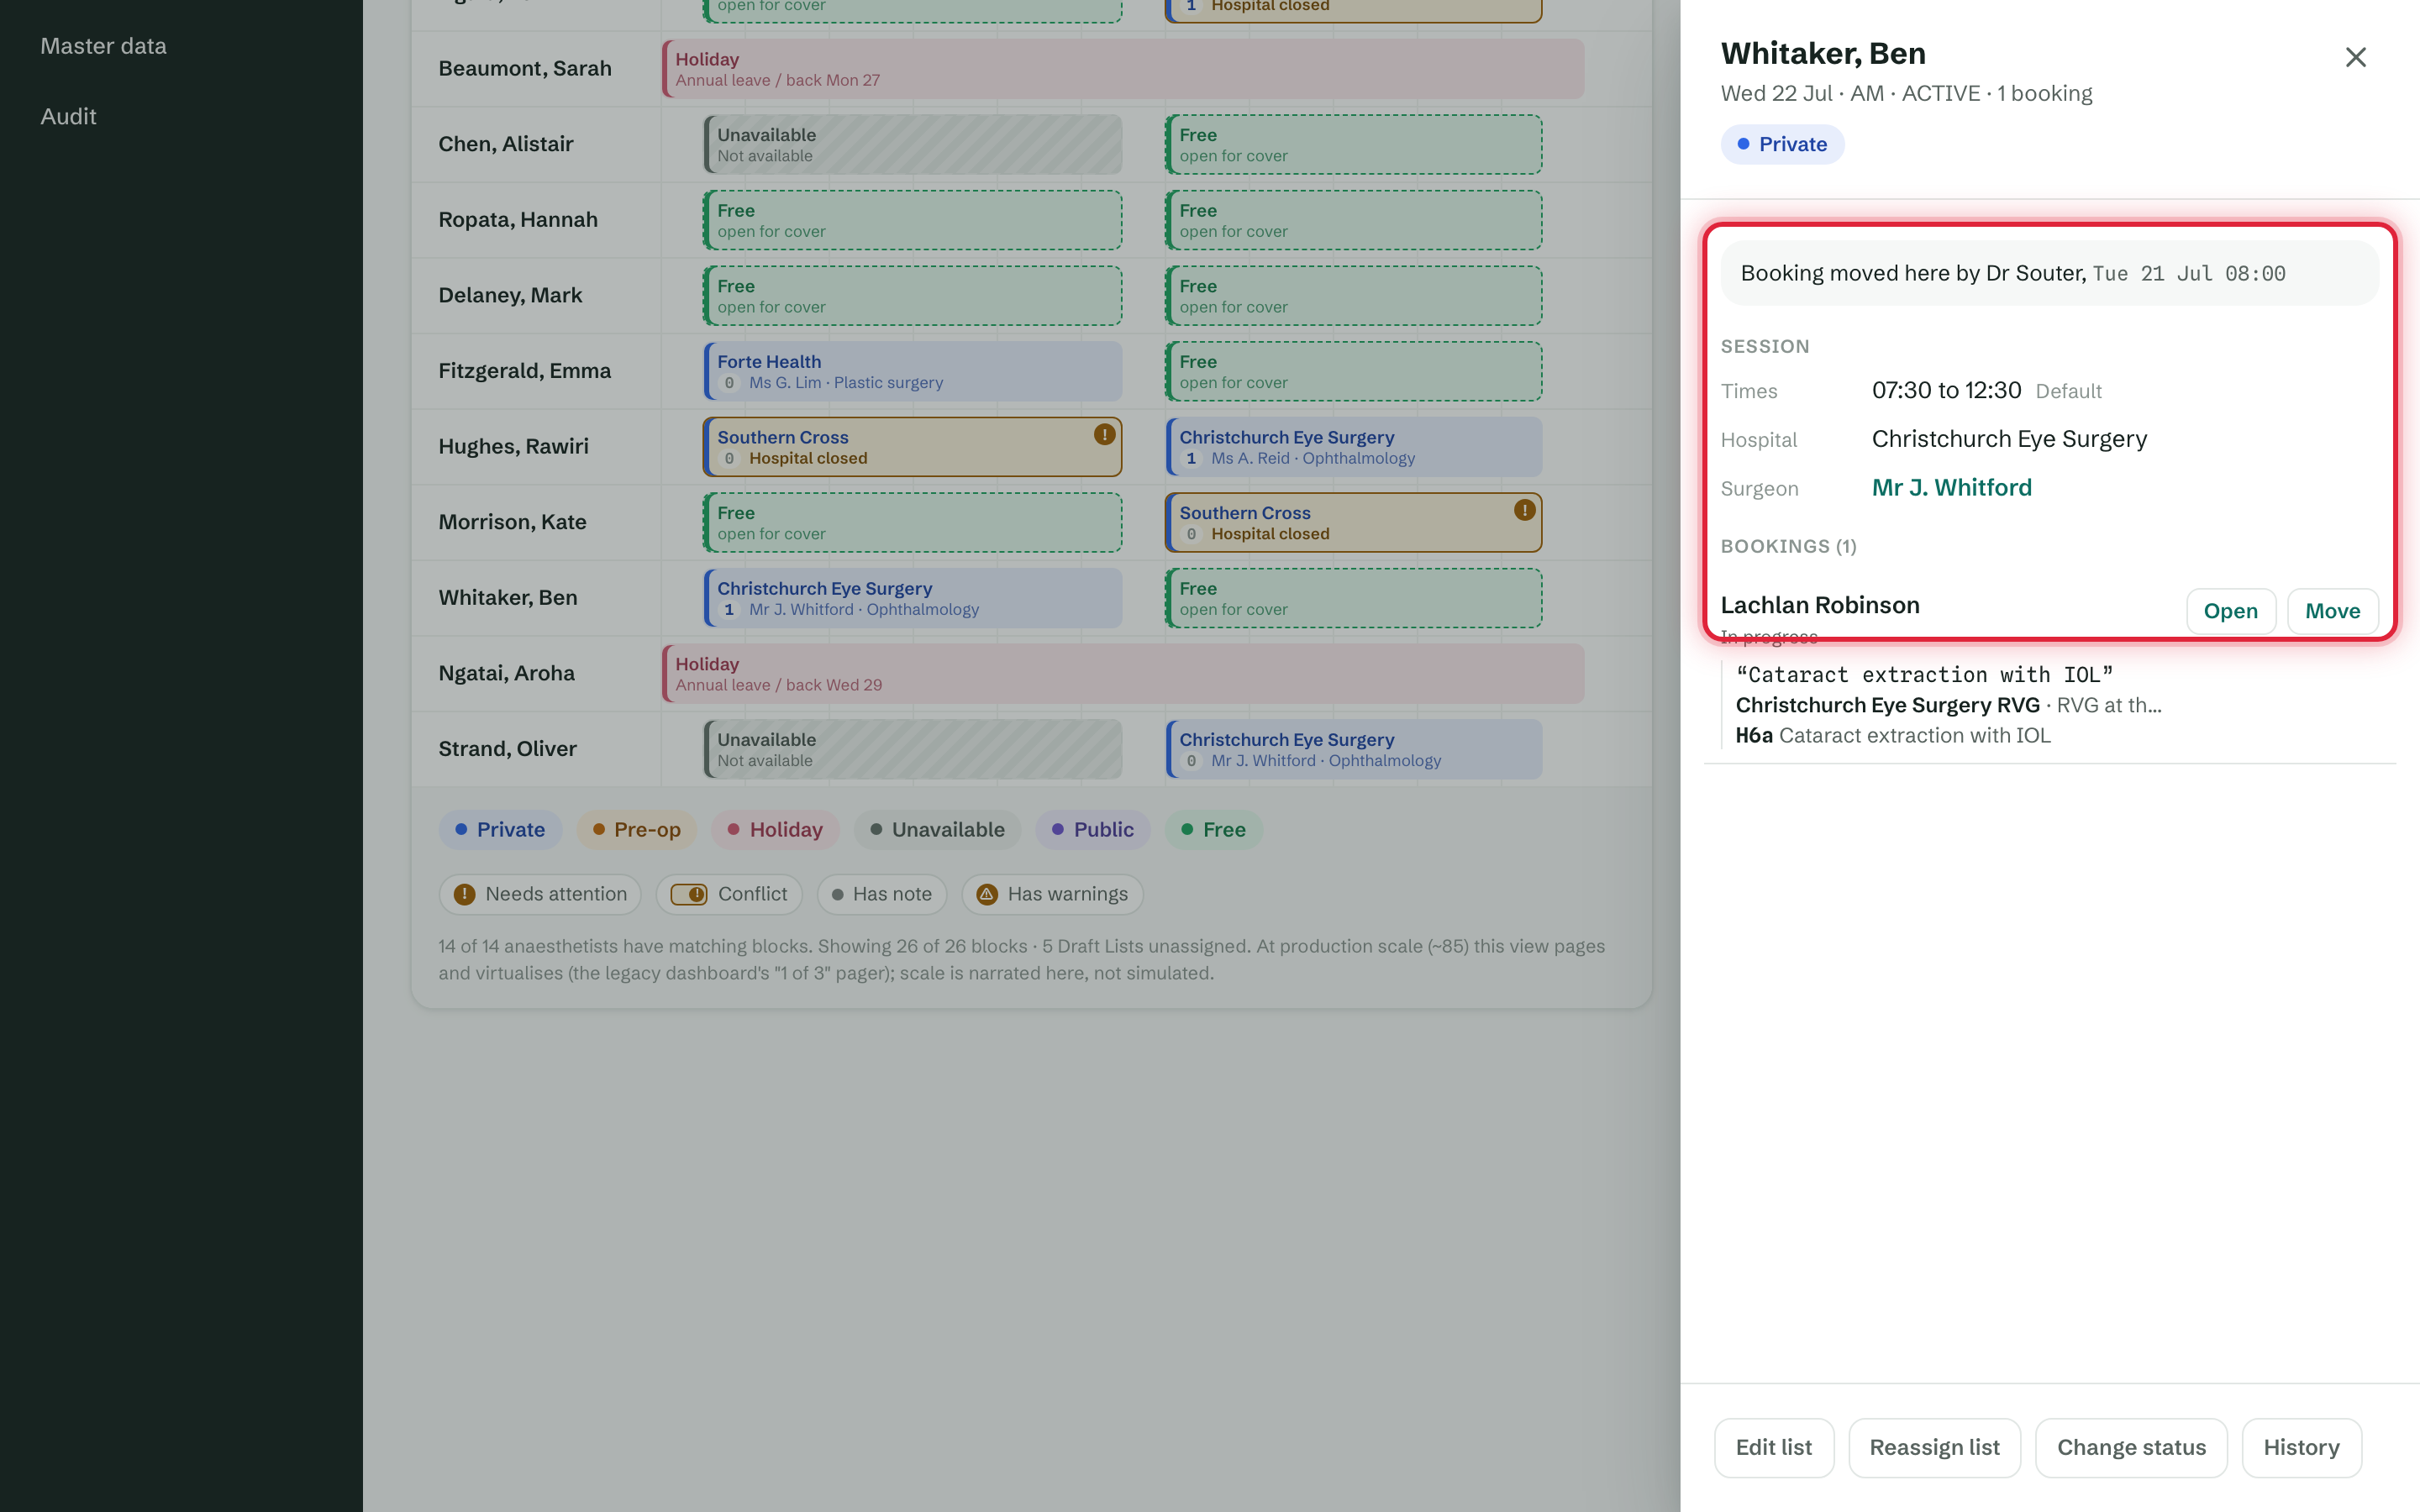 Master data
Audit
open for cover
1 Hospital closed
Beaumont, Sarah
Holiday
Annual leave / back Mon 27
Chen, Alistair
Unavailable
Not available
Free
open for cover
Ropata, Hannah
Free
open for cover
Free
open for cover
Delaney, Mark
Free
open for cover
Free
open for cover
Fitzgerald, Emma
Forte Health
0 Ms G. Lim · Plastic surgery
Free
open for cover
Hughes, Rawiri
Southern Cross
0 Hospital closed
Christchurch Eye Surgery
1 Ms A. Reid · Ophthalmology
Morrison, Kate
Free
open for cover
Southern Cross
0 Hospital closed
Whitaker, Ben
Christchurch Eye Surgery
1 Mr J. Whitford · Ophthalmology
Free
open for cover
Ngatai, Aroha
Holiday
Annual leave / back Wed 29
Strand, Oliver
Unavailable
Not available
Christchurch Eye Surgery
0 Mr J. Whitford · Ophthalmology
Private Pre-op Holiday Unavailable Public Free
Needs attention Conflict Has note Has warnings
14 of 14 anaesthetists have matching blocks. Showing 26 of 26 blocks · 5 Draft Lists unassigned. At production scale (~85) this view pages
and virtualises (the legacy dashboard's "1 of 3" pager); scale is narrated here, not simulated.
Whitaker, Ben
Wed 22 Jul · AM · ACTIVE · 1 booking
Private
Booking moved here by Dr Souter, Tue 21 Jul 08:00
SESSION
Times 07:30 to 12:30 Default
Hospital Christchurch Eye Surgery
Surgeon Mr J. Whitford
BOOKINGS (1)
Lachlan Robinson
Open Move
In progress
“Cataract extraction with IOL”
Christchurch Eye Surgery RVG · RVG at th...
H6a Cataract extraction with IOL
Edit list Reassign list Change status History